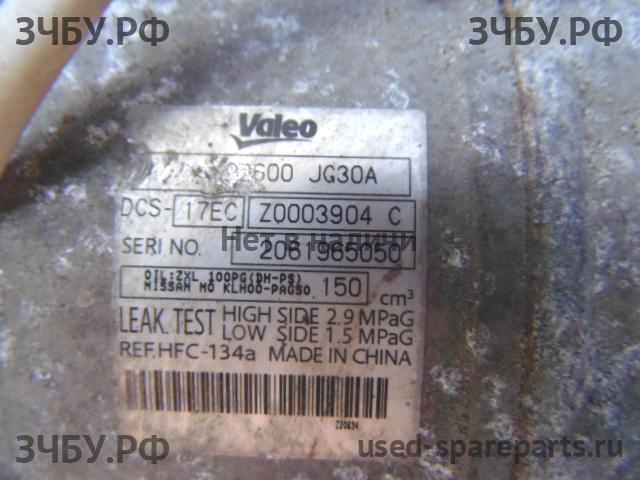 ЗЧБУ.РФ ЗЧБУ.РФ
Valeo
JG30A
DCS- 17EC Z0003904 C
Нет в наличии
SERI NO. 2061965050
OIL:ZXL 100PG(DH-PS)
NISSAN NO KLH00-PAGS0. 150 cm³
LEAK. TEST HIGH SIDE 2.9 MPaG
LOW SIDE 1.5 MPaG
REF.HFC-134a MADE IN CHINA
220634
ЗЧБУ.РФ used-spareparts.ru